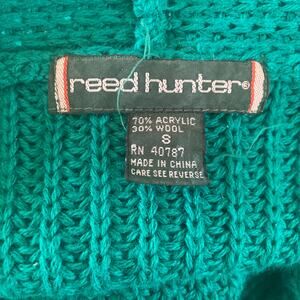 reed hunter®
70% ACRYLIC
30% WOOL
S
RN 40787
MADE IN CHINA
CARE SEE REVERSE